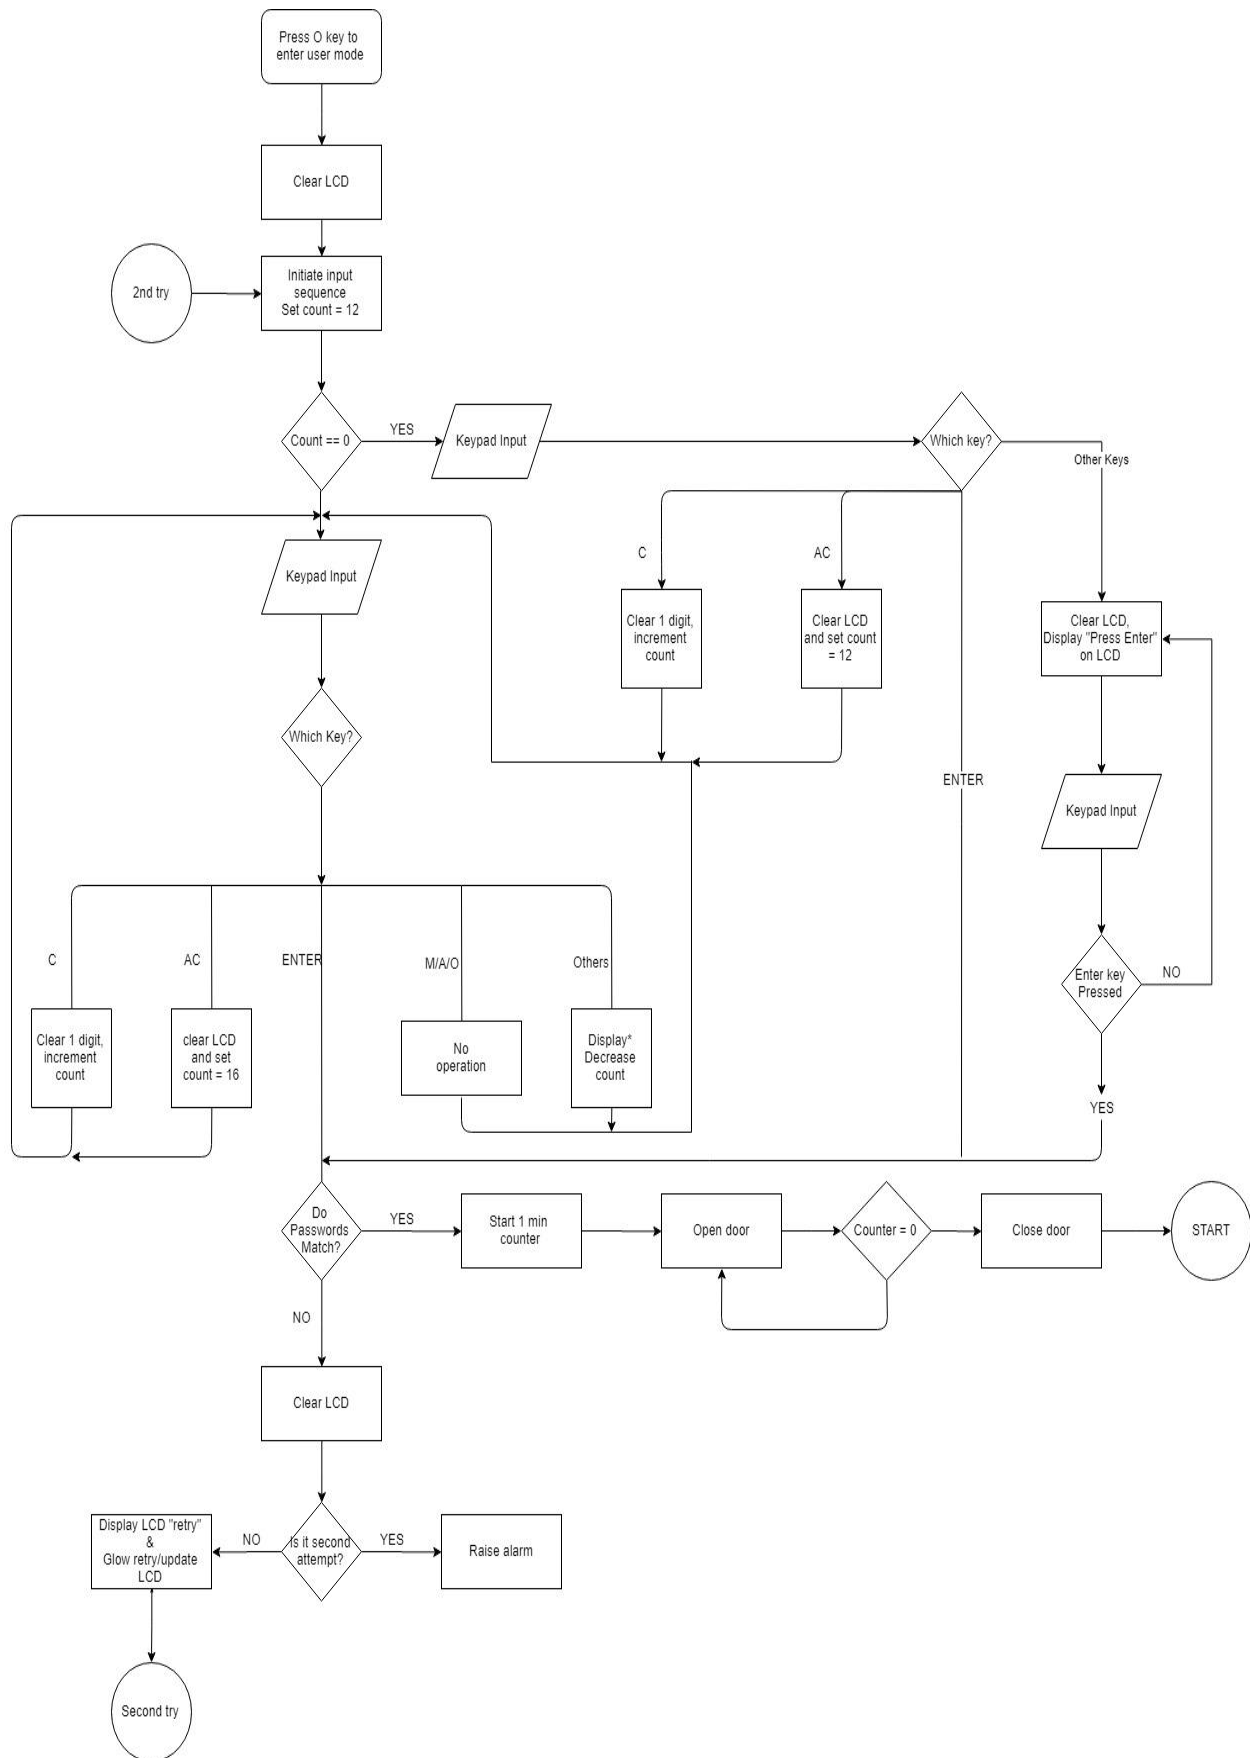 Press O key to
enter user mode
Clear LCD
2nd try
Initiate input
sequence
Set count = 12
Count == 0
YES
Keypad Input
Which key?
Other Keys
C
AC
Keypad Input
Clear 1 digit,
increment
count
Clear LCD
and set count
= 12
Clear LCD,
Display "Press Enter"
on LCD
Which Key?
ENTER
Keypad Input
C
AC
ENTER
M/A/O
Others
Enter key
Pressed
NO
Clear 1 digit,
increment
count
clear LCD
and set
count = 16
No
operation
Display*
Decrease
count
YES
Do
Passwords
Match?
YES
Start 1 min
counter
Open door
Counter = 0
Close door
START
NO
Clear LCD
Display LCD "retry"
&
Glow retry/update
LCD
NO
Is it second
attempt?
YES
Raise alarm
Second try